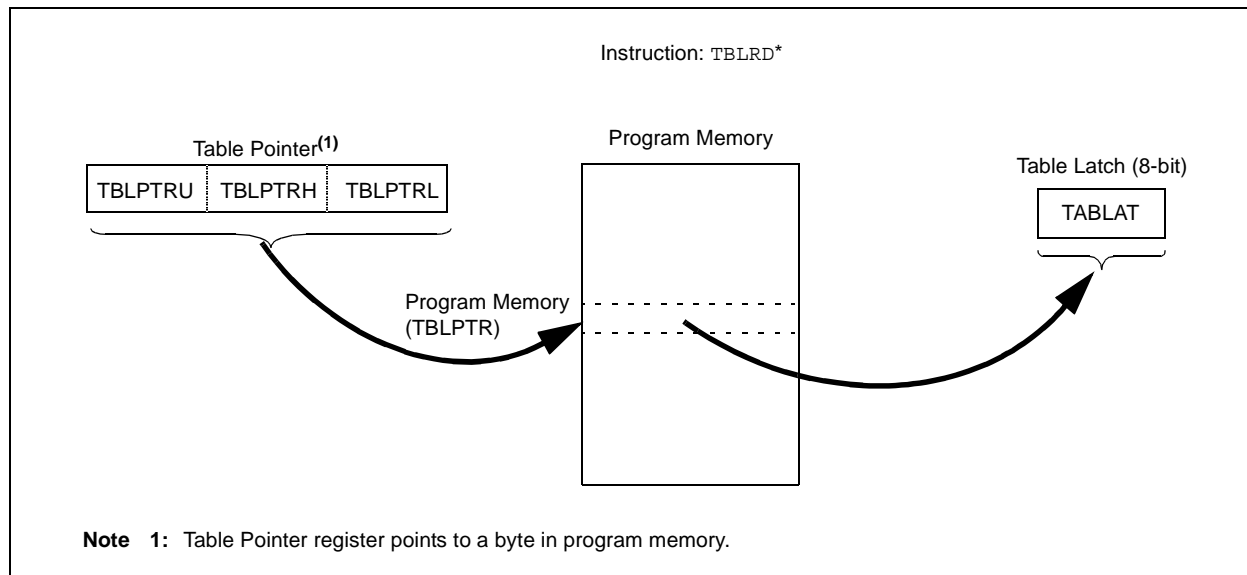 Instruction: TBLRD*
Table Pointer(1)
Program Memory
Table Latch (8-bit)
TBLPTRU TBLPTRH TBLPTRL
TABLAT
Program Memory
(TBLPTR)
Note 1: Table Pointer register points to a byte in program memory.